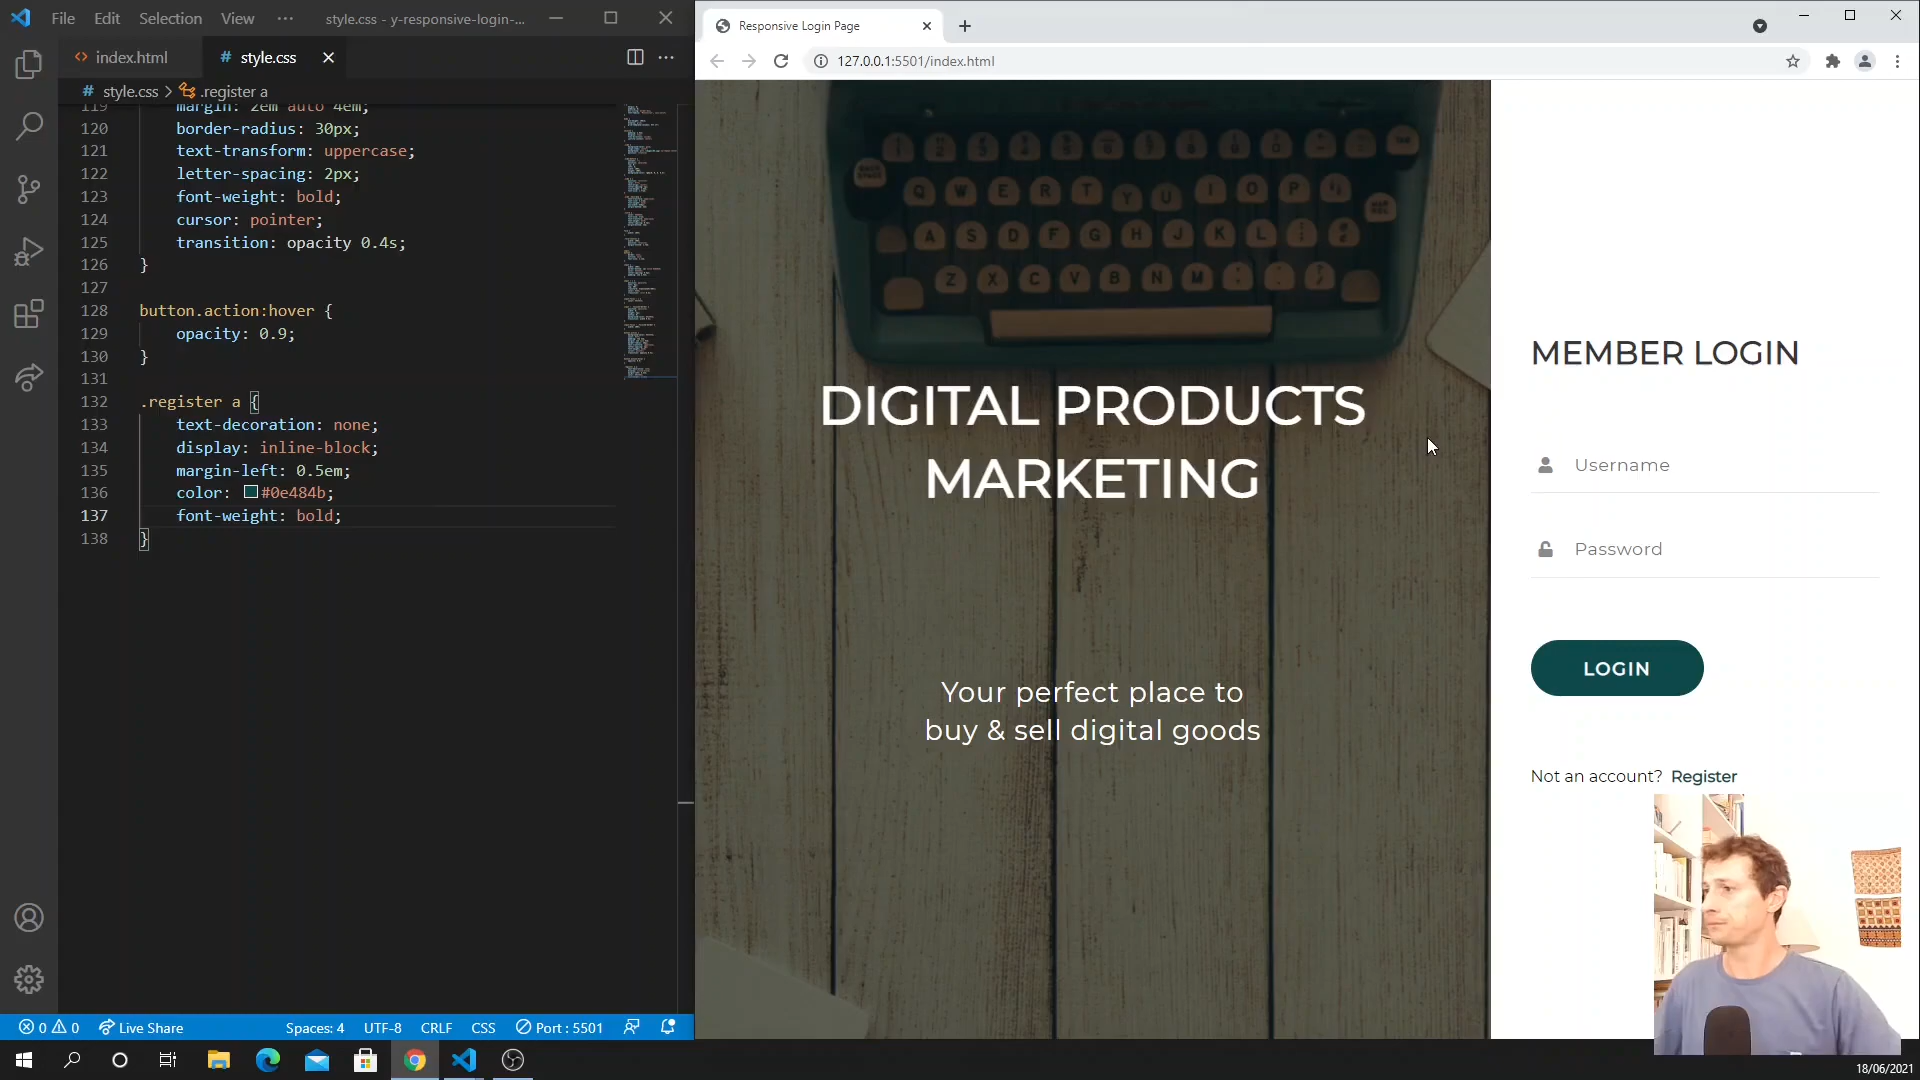 File Edit Selection View ··· style.css - y-responsive-login-...
index.html # style.css
# style.css > .register a
119 margin: 2em auto 4em;
120 border-radius: 30px;
121 text-transform: uppercase;
122 letter-spacing: 2px;
123 font-weight: bold;
124 cursor: pointer;
125 transition: opacity 0.4s;
126 }
127
128 button.action:hover {
129 opacity: 0.9;
130 }
131
132 .register a {
133 text-decoration: none;
134 display: inline-block;
135 margin-left: 0.5em;
136 color: #0e484b;
137 font-weight: bold;
138 }
0 0 Live Share Spaces: 4 UTF-8 CRLF CSS Port : 5501
Responsive Login Page
127.0.0.1:5501/index.html
Q W E R T Y U I O P
A S D F G H J K L
Z X C V B N M
DIGITAL PRODUCTS
MARKETING
Your perfect place to
buy & sell digital goods
MEMBER LOGIN
Username
Password
LOGIN
Not an account? Register
18/06/2021